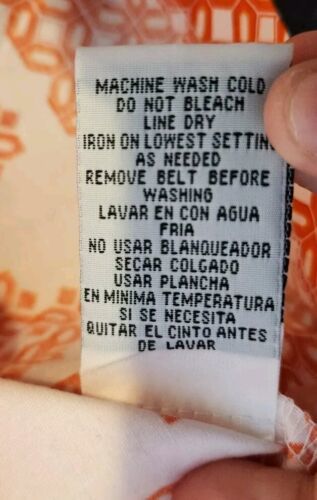 MACHINE WASH COLD
DO NOT BLEACH
LINE DRY
IRON ON LOWEST SETTING
AS NEEDED
REMOVE BELT BEFORE
WASHING
LAVAR EN CON AGUA
FRIA
NO USAR BLANQUEADOR
SECAR COLGADO
USAR PLANCHA
EN MINIMA TEMPERATURA
SI SE NECESITA
QUITAR EL CINTO ANTES
DE LAVAR